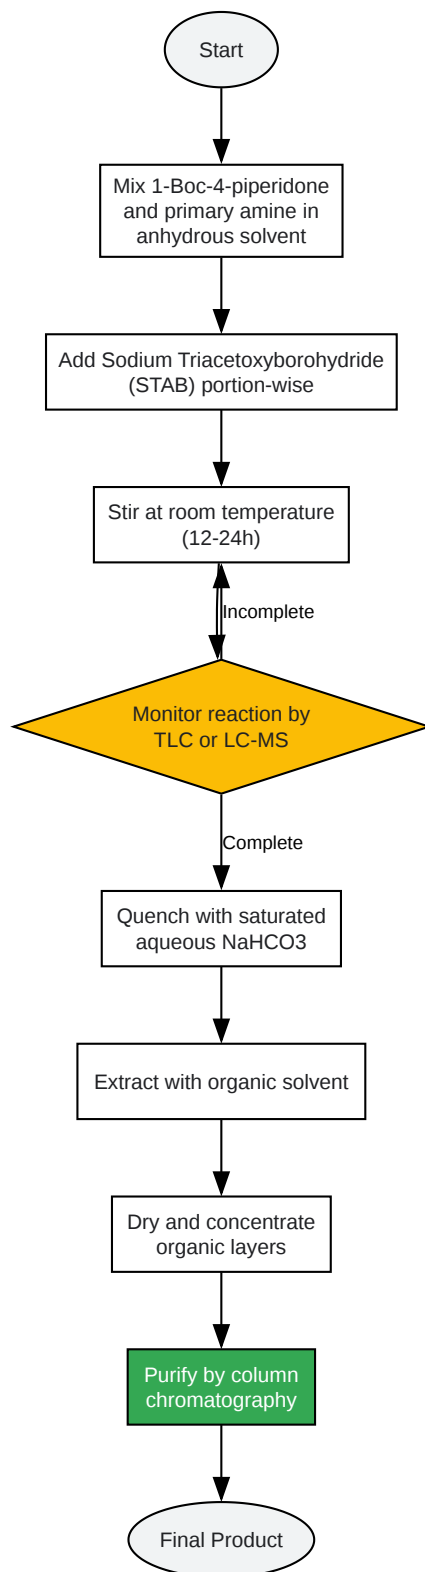 Start
Mix 1-Boc-4-piperidone
and primary amine in
anhydrous solvent
Add Sodium Triacetoxyborohydride
(STAB) portion-wise
Stir at room temperature
(12-24h)
Incomplete
Monitor reaction by
TLC or LC-MS
Complete
Quench with saturated
aqueous NaHCO3
Extract with organic solvent
Dry and concentrate
organic layers
Purify by column
chromatography
Final Product